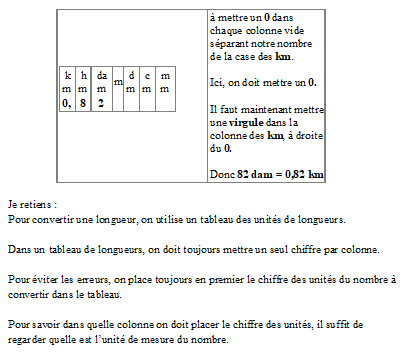 à mettre un 0 dans
chaque colonne vide
séparant notre nombre
de la case des km.
Ici, on doit mettre un 0.
Il faut maintenant mettre
une virgule dans la
colonne des km, à droite
du 0.
Donc 82 dam = 0,82 km
k h da m d c m
m m m m m m
0, 8 2
Je retiens :
Pour convertir une longueur, on utilise un tableau des unités de longueurs.
Dans un tableau de longueurs, on doit toujours mettre un seul chiffre par colonne.
Pour éviter les erreurs, on place toujours en premier le chiffre des unités du nombre à
convertir dans le tableau.
Pour savoir dans quelle colonne on doit placer le chiffre des unités, il suffit de
regarder quelle est l'unité de mesure du nombre.